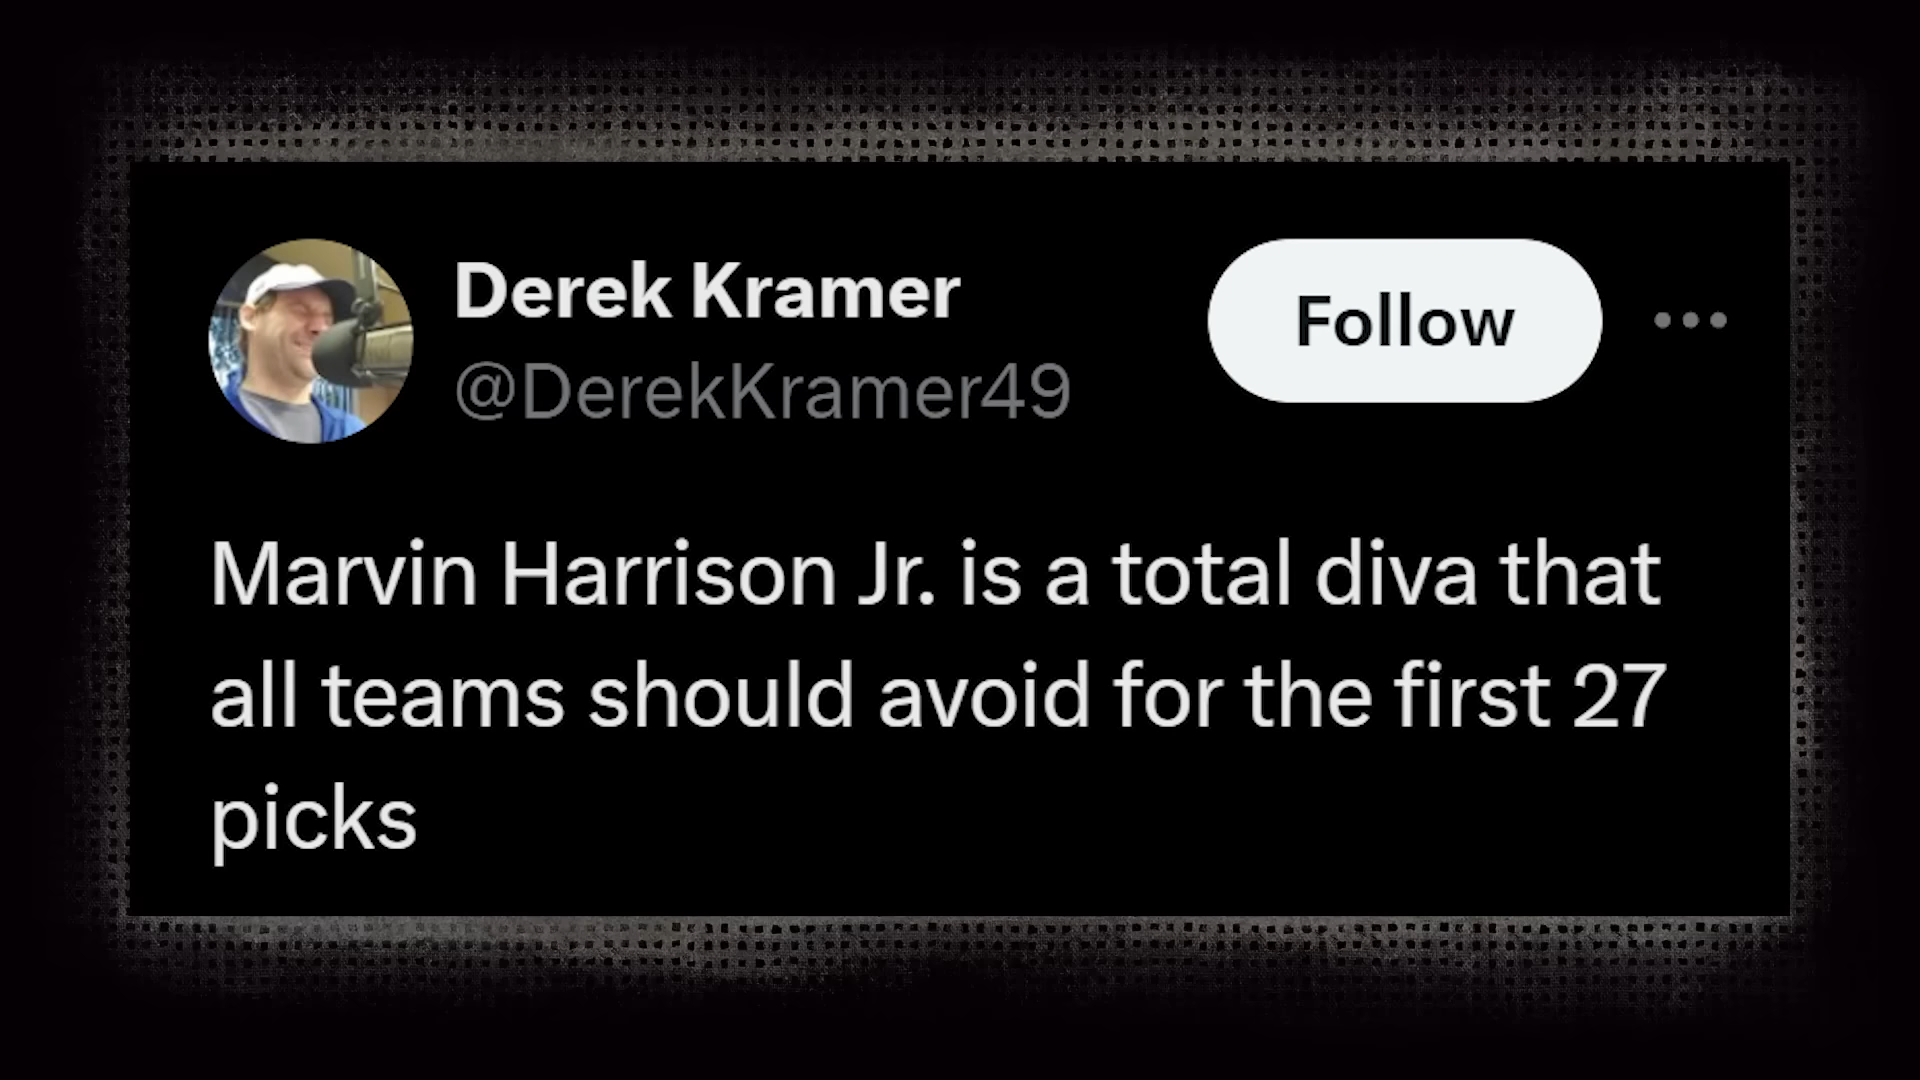 Derek Kramer
@DerekKramer49
Follow
Marvin Harrison Jr. is a total diva that
all teams should avoid for the first 27
picks